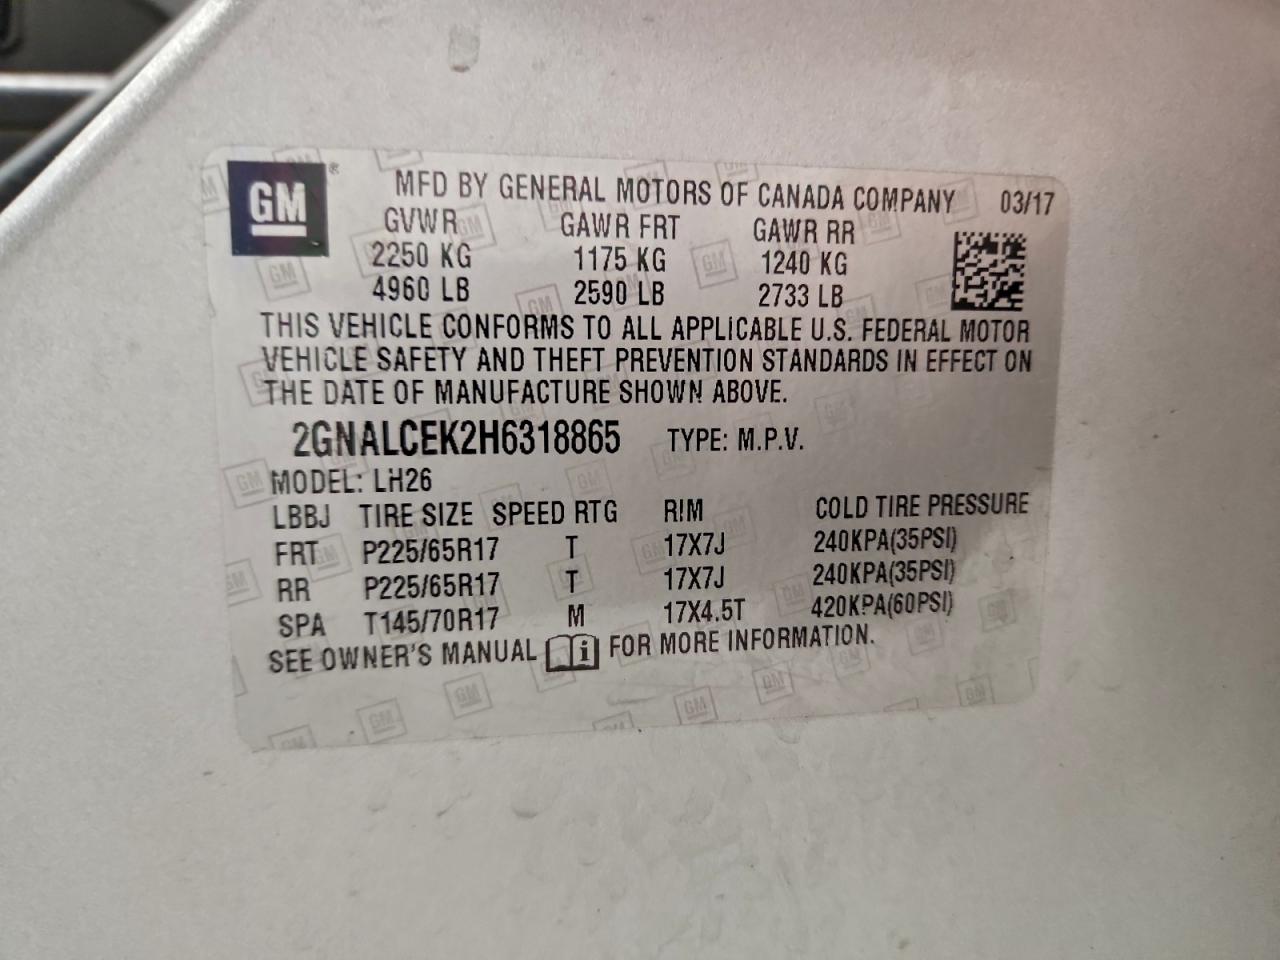 GM ® MFD BY GENERAL MOTORS OF CANADA COMPANY 03/17
GVWR GAWR FRT GAWR RR
2250 KG 1175 KG 1240 KG
4960 LB 2590 LB 2733 LB
THIS VEHICLE CONFORMS TO ALL APPLICABLE U.S. FEDERAL MOTOR
VEHICLE SAFETY AND THEFT PREVENTION STANDARDS IN EFFECT ON
THE DATE OF MANUFACTURE SHOWN ABOVE.
2GNALCEK2H6318865 TYPE: M.P.V.
MODEL: LH26
LBBJ TIRE SIZE SPEED RTG RIM COLD TIRE PRESSURE
FRT P225/65R17 T 17X7J 240KPA(35PSI)
RR P225/65R17 T 17X7J 240KPA(35PSI)
SPA T145/70R17 M 17X4.5T 420KPA(60PSI)
SEE OWNER'S MANUAL i FOR MORE INFORMATION.